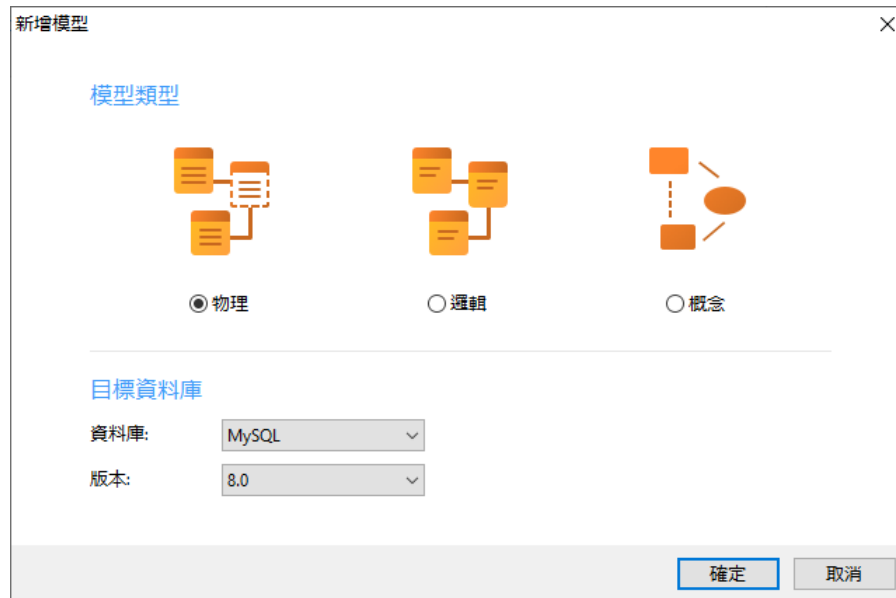 新增模型
模型類型
物理
邏輯
概念
目標資料庫
資料庫: MySQL
版本: 8.0
確定 取消